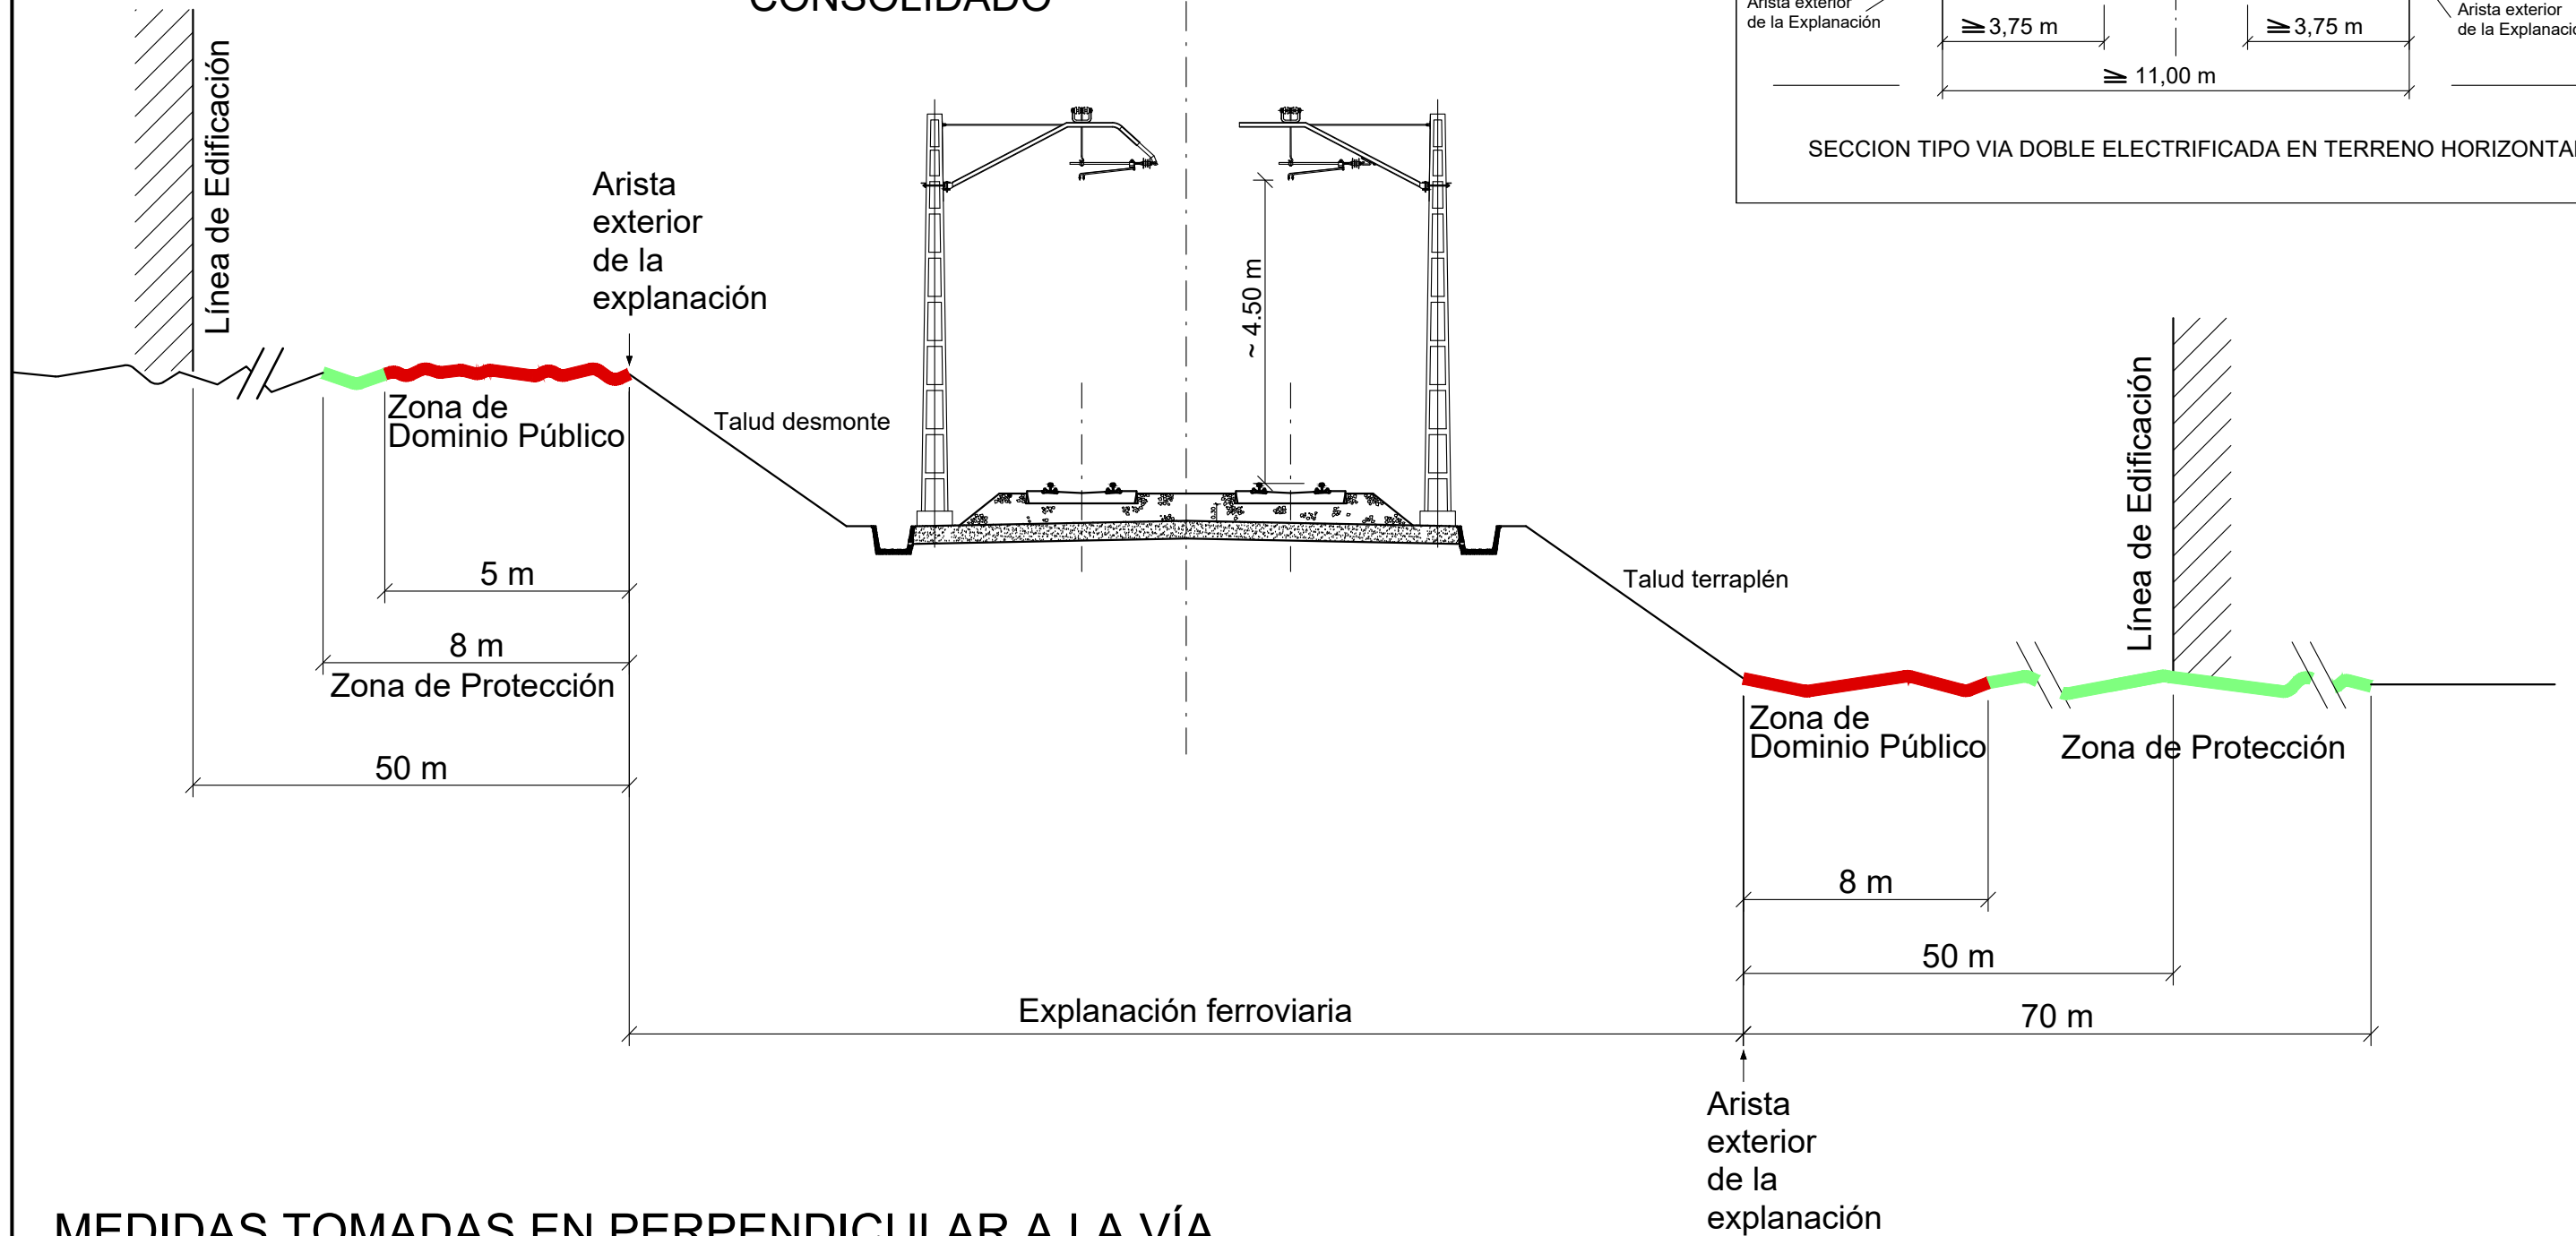 CONSOLIDADO
Arista exterior
de la Explanación
≥ 3,75 m
≥ 3,75 m
≥ 11,00 m
Arista exterior
SECCION TIPO VIA DOBLE ELECTRIFICADA EN TERRENO HORIZONTAL
Línea de Edificación
Arista
exterior
de la
explanación
~ 4.50 m
Zona de
Dominio Público
Talud desmonte
0.30
5 m
8 m
Zona de Protección
50 m
Talud terraplén
Línea de Edificación
Zona de
Dominio Público
Zona de Protección
8 m
50 m
Explanación ferroviaria
70 m
Arista
exterior
de la
explanación
MEDIDAS TOMADAS EN PERPENDICULAR A LA VÍA